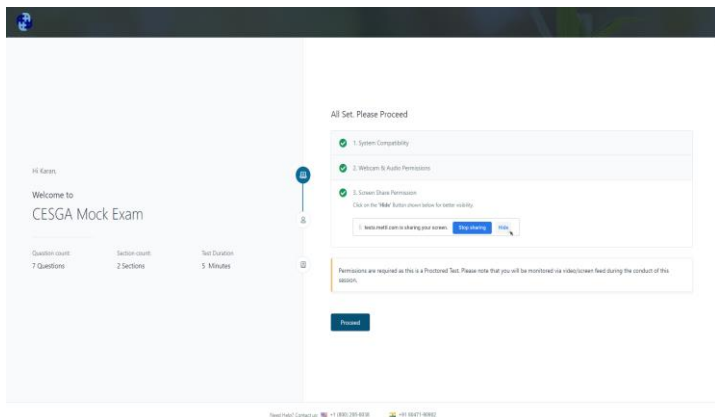 All Set. Please Proceed
1. System Compatibility
2. Webcam & Audio Permissions
3. Screen Share Permission
Click on the 'Hide' Button shown below for better visibility.
tests.mettl.com is sharing your screen. Stop sharing Hide
Permissions are required as this is a Proctored Test. Please note that you will be monitored via video/screen feed during the conduct of this
session.
Proceed
Hi Karan,
Welcome to
CESGA Mock Exam
Question count: Section count: Test Duration
7 Questions 2 Sections 5 Minutes
Need Help? Contact us